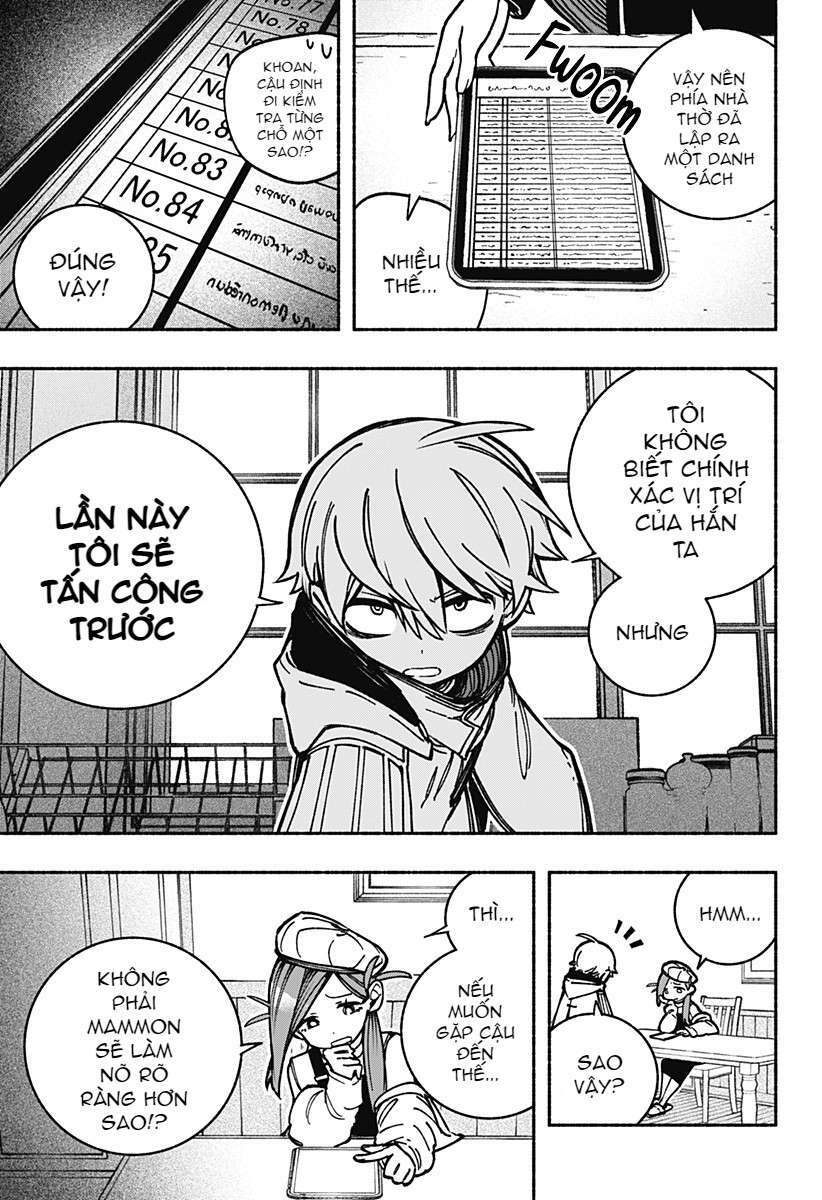 VẬY NÊN
PHÍA NHÀ
THỜ ĐÃ
LẬP RA
MỘT DANH
SÁCH
FWOOM
NHIỀU
THẾ...
KHOAN,
CẬU ĐỊNH
ĐI KIỂM
TRA TỪNG
CHỖ MỘT
SAO!?
No.77
No.78
No.83
No.84
ĐÚNG
VẬY!
TÔI
KHÔNG
BIẾT CHÍNH
XÁC VỊ TRÍ
CỦA HẮN
TA
NHƯNG
LẦN NÀY
TÔI SẼ
TẤN CÔNG
TRƯỚC
HMM...
SAO
VẬY?
THÌ...
NẾU
MUỐN
GẶP CẬU
ĐẾN
THẾ...
KHÔNG
PHẢI
MAMMON
SẼ LÀM
NÓ RÕ
RÀNG HƠN
SAO!?